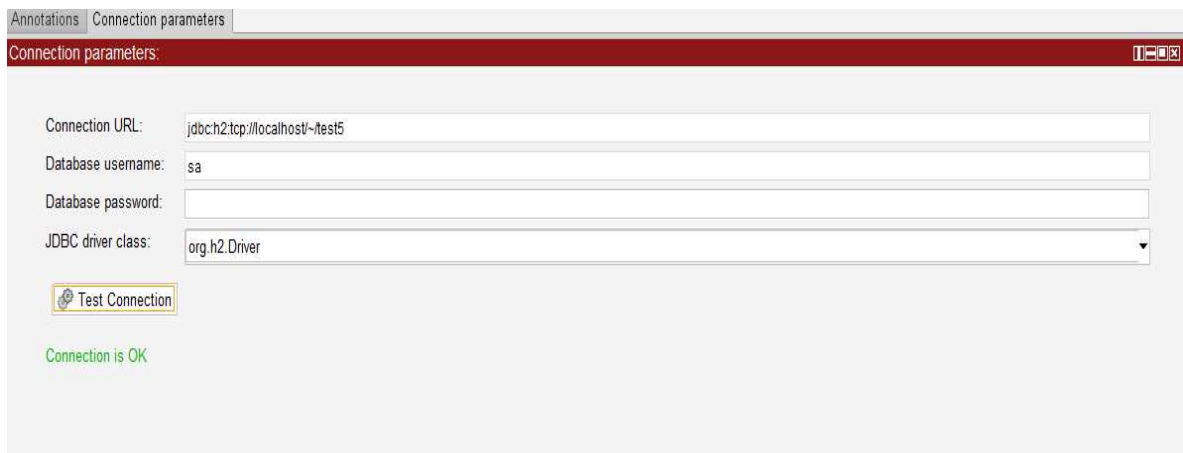 Annotations Connection parameters
Connection parameters:
Connection URL: jdbc:h2:tcp://localhost/~/test5
Database username: sa
Database password:
JDBC driver class: org.h2.Driver
Test Connection
Connection is OK